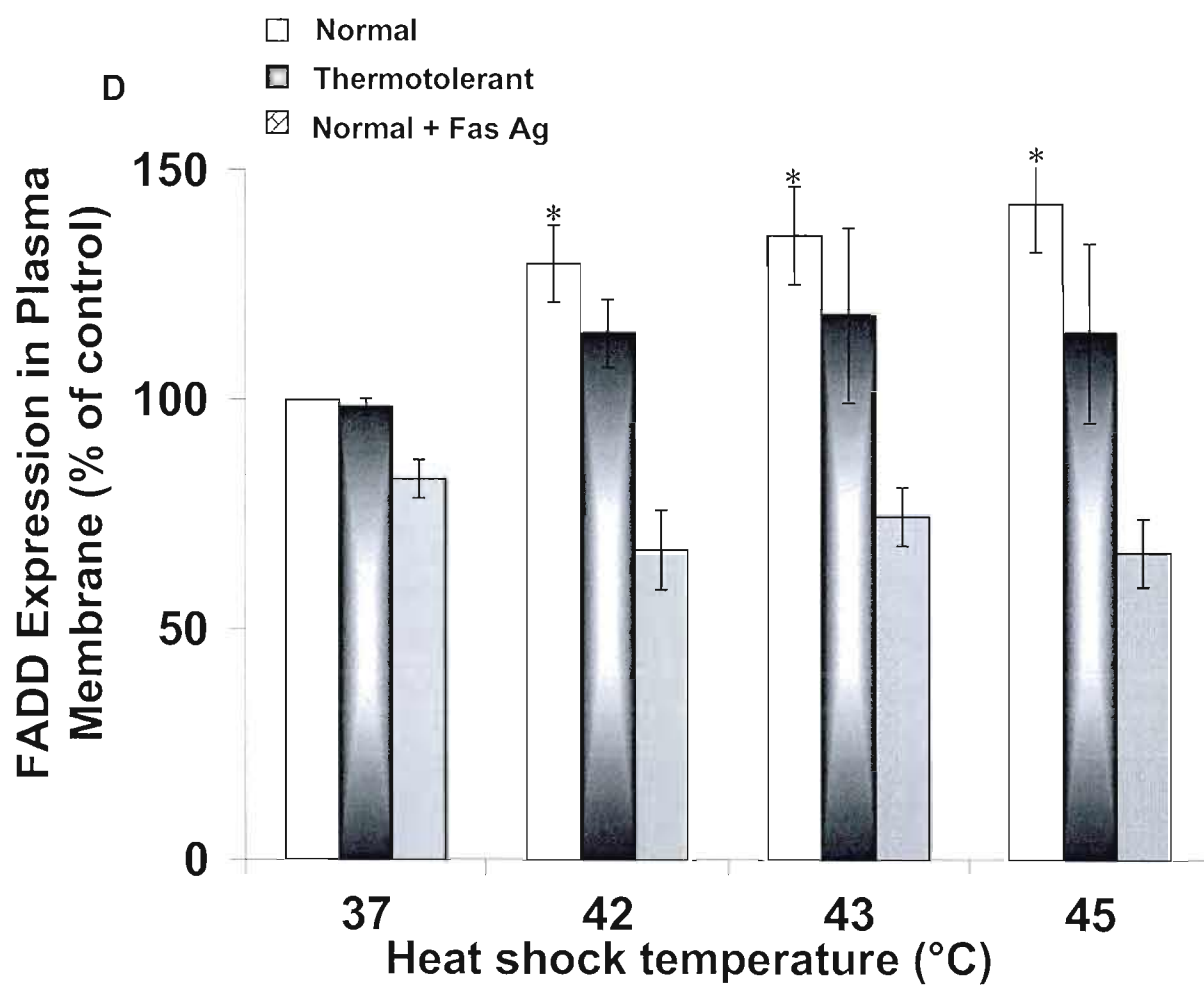 Normal
D
Thermotolerant
Normal + Fas Ag
FADD Expression in Plasma
Membrane (% of control)
150
100
50
0
*
*
*
37 42 43 45
Heat shock temperature (°C)